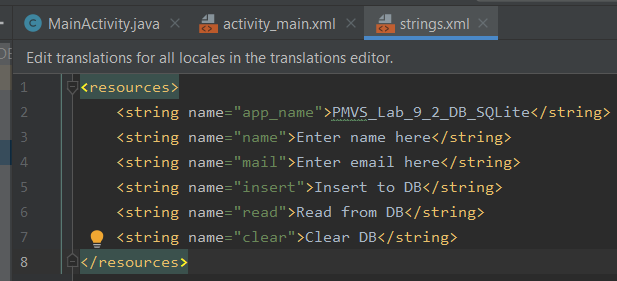 MainActivity.java × activity_main.xml × strings.xml ×
Edit translations for all locales in the translations editor.
1 <resources>
2 <string name="app_name">PMVS_Lab_9_2_DB_SQLite</string>
3 <string name="name">Enter name here</string>
4 <string name="mail">Enter email here</string>
5 <string name="insert">Insert to DB</string>
6 <string name="read">Read from DB</string>
7 <string name="clear">Clear DB</string>
8 </resources>